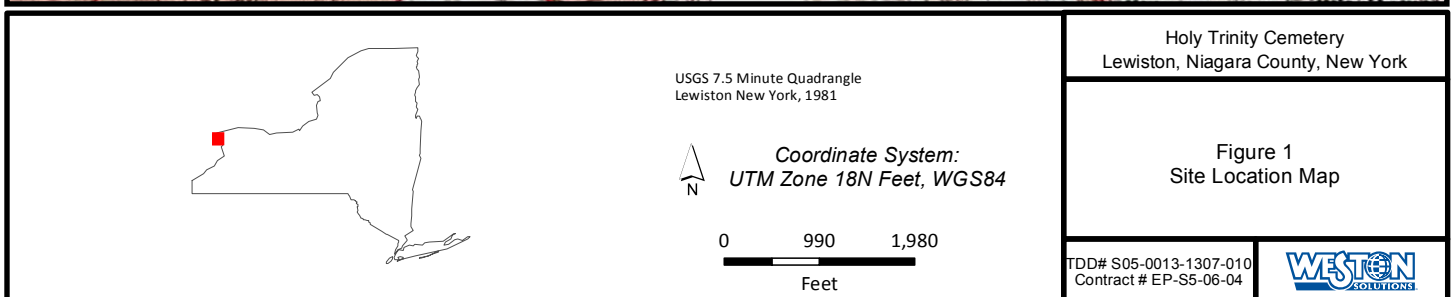 USGS 7.5 Minute Quadrangle
Lewiston New York, 1981
N
Coordinate System:
UTM Zone 18N Feet, WGS84
0 990 1,980
Feet
Holy Trinity Cemetery
Lewiston, Niagara County, New York
Figure 1
Site Location Map
TDD# S05-0013-1307-010
Contract # EP-S5-06-04
WESTON
SOLUTIONS